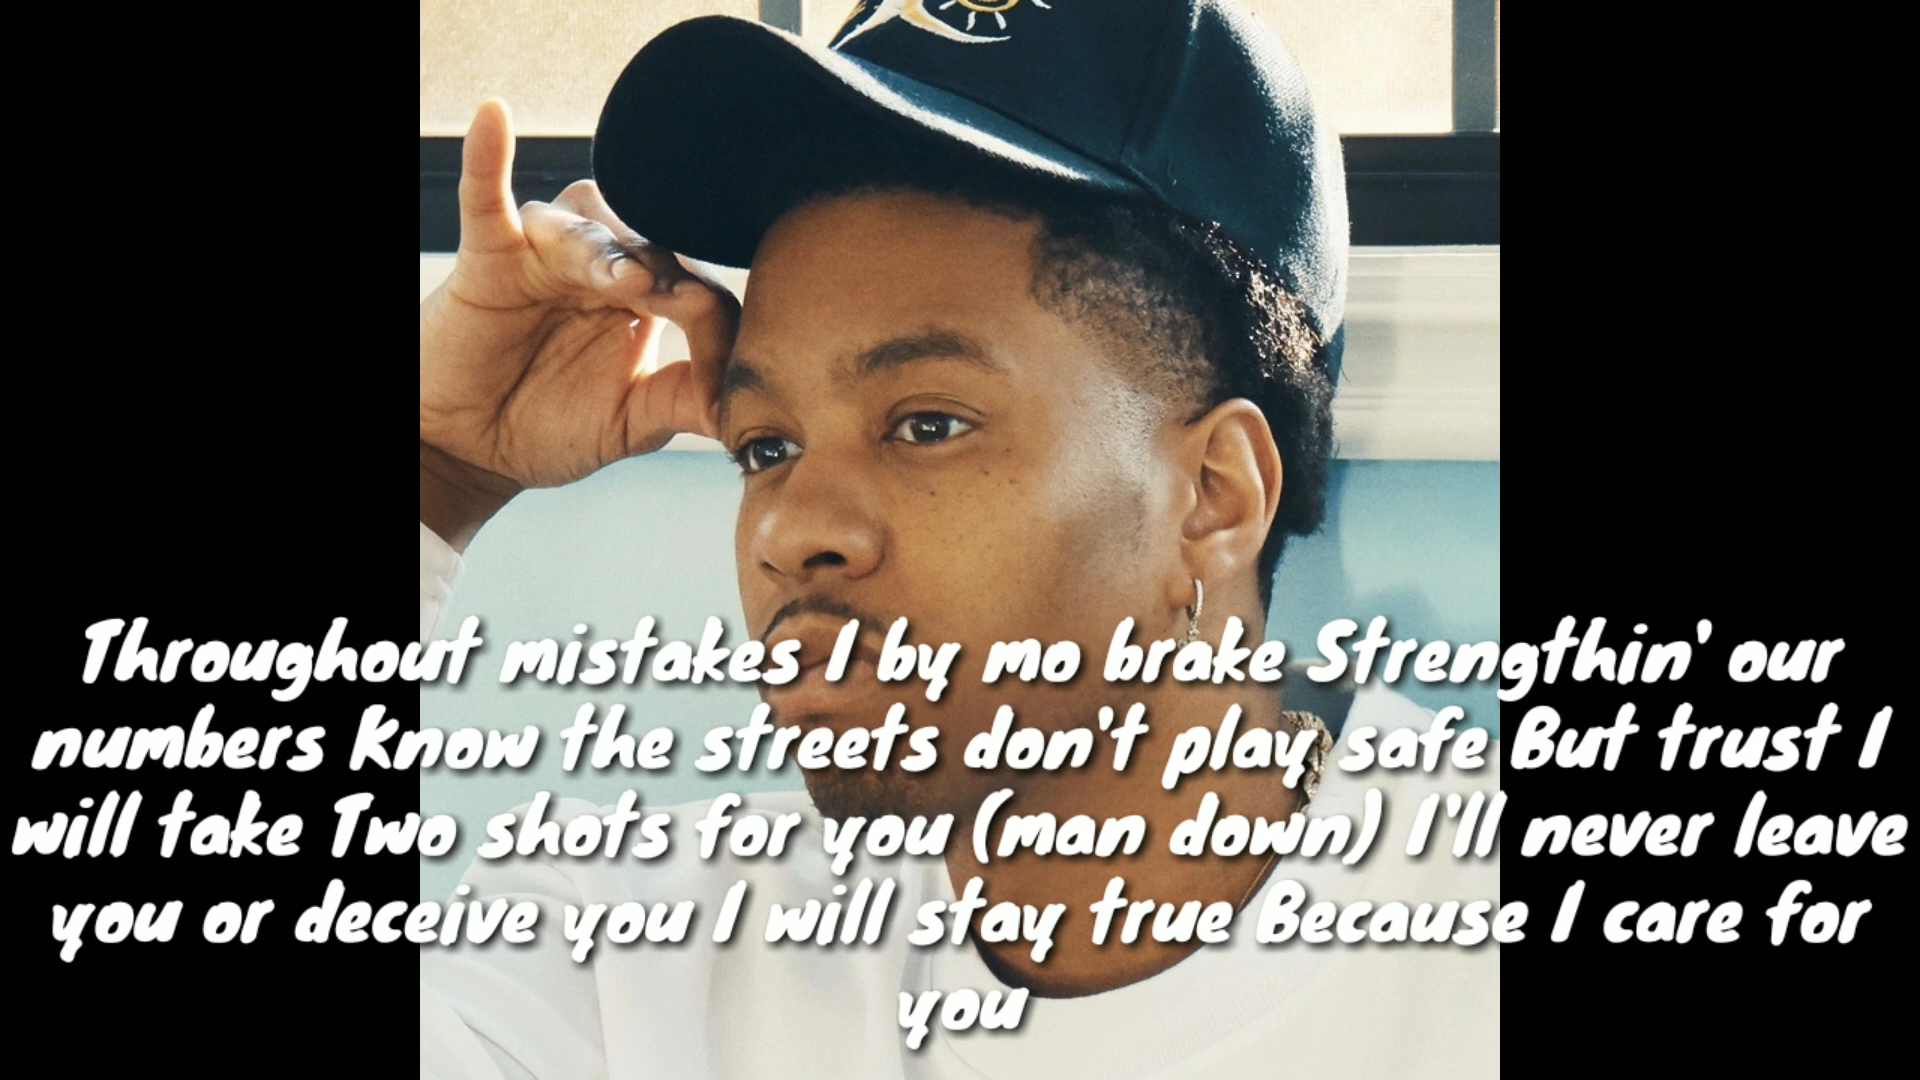 Throughout mistakes I by mo brake Strengthin' our
numbers Know the streets don't play safe But trust I
will take Two shots for you (man down) I'll never leave
you or deceive you I will stay true Because I care for
you